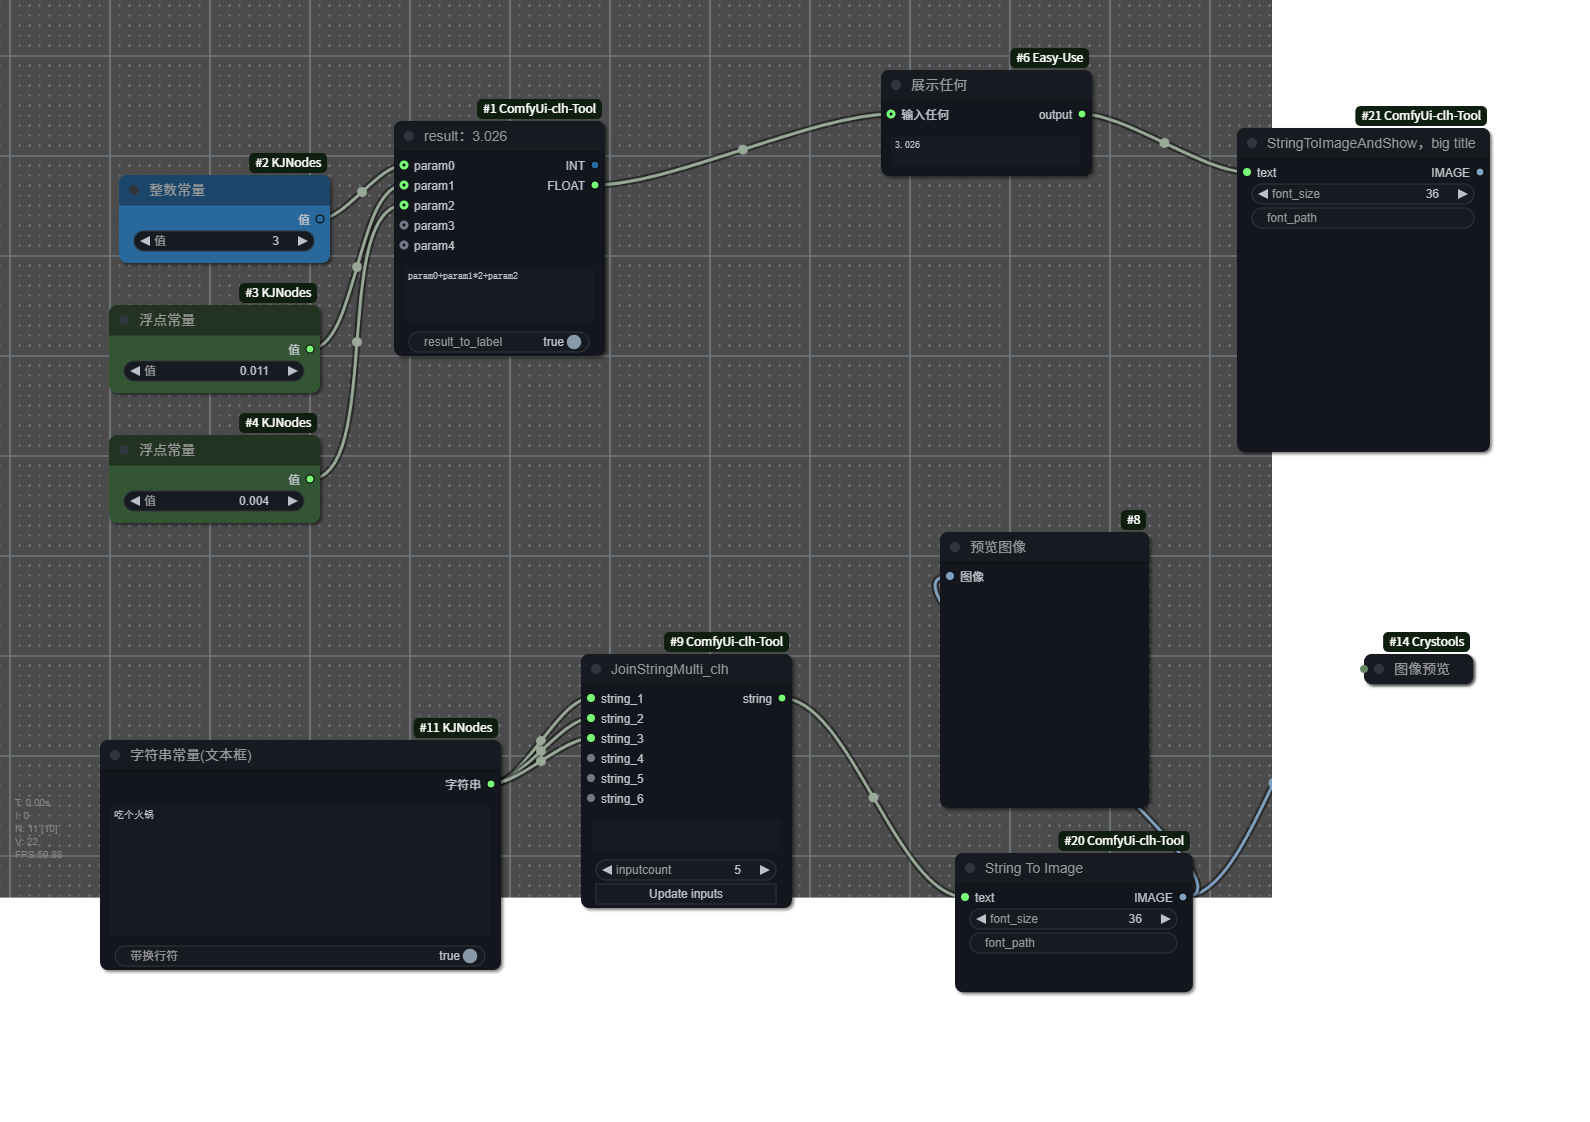 #6 Easy-Use
展示任何
输入任何
output
3.026
#21 ComfyUi-clh-Tool
StringToImageAndShow，big title
text
IMAGE
font_size
36
font_path
#1 ComfyUi-clh-Tool
result：3.026
param0
INT
param1
FLOAT
param2
param3
param4
param0+param1*2+param2
result_to_label
true
#2 KJNodes
整数常量
值
值
3
#3 KJNodes
浮点常量
值
值
0.011
#4 KJNodes
浮点常量
值
值
0.004
#8
预览图像
图像
#14 Crystools
图像预览
#9 ComfyUi-clh-Tool
JoinStringMulti_clh
string_1
string
string_2
string_3
string_4
string_5
string_6
inputcount
5
Update inputs
#11 KJNodes
字符串常量(文本框)
字符串
吃个火锅
带换行符
true
T: 0.00s
I: 0
N: 11 [10]
V: 22
FPS:59.88
#20 ComfyUi-clh-Tool
String To Image
text
IMAGE
font_size
36
font_path